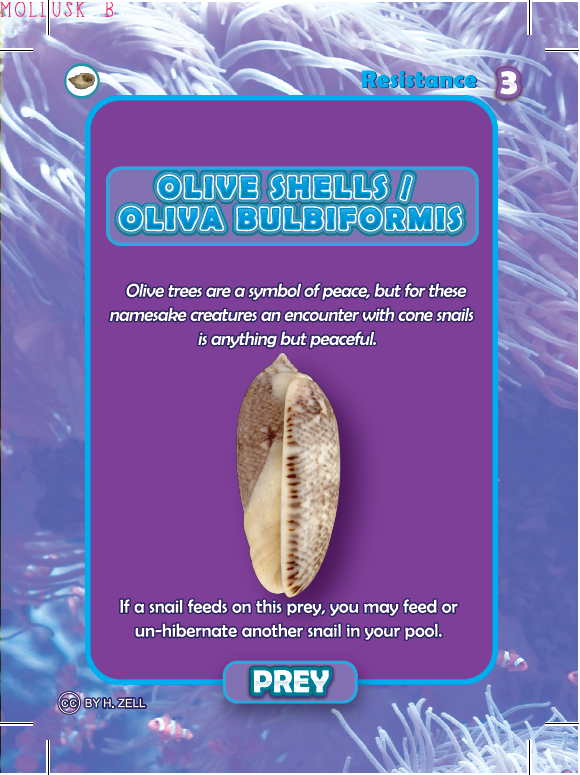 MOLLUSK B
Resistance 3
OLIVE SHELLS /
OLIVA BULBIFORMIS
Olive trees are a symbol of peace, but for these
namesake creatures an encounter with cone snails
is anything but peaceful.
If a snail feeds on this prey, you may feed or
un-hibernate another snail in your pool.
PREY
CC BY H. ZELL